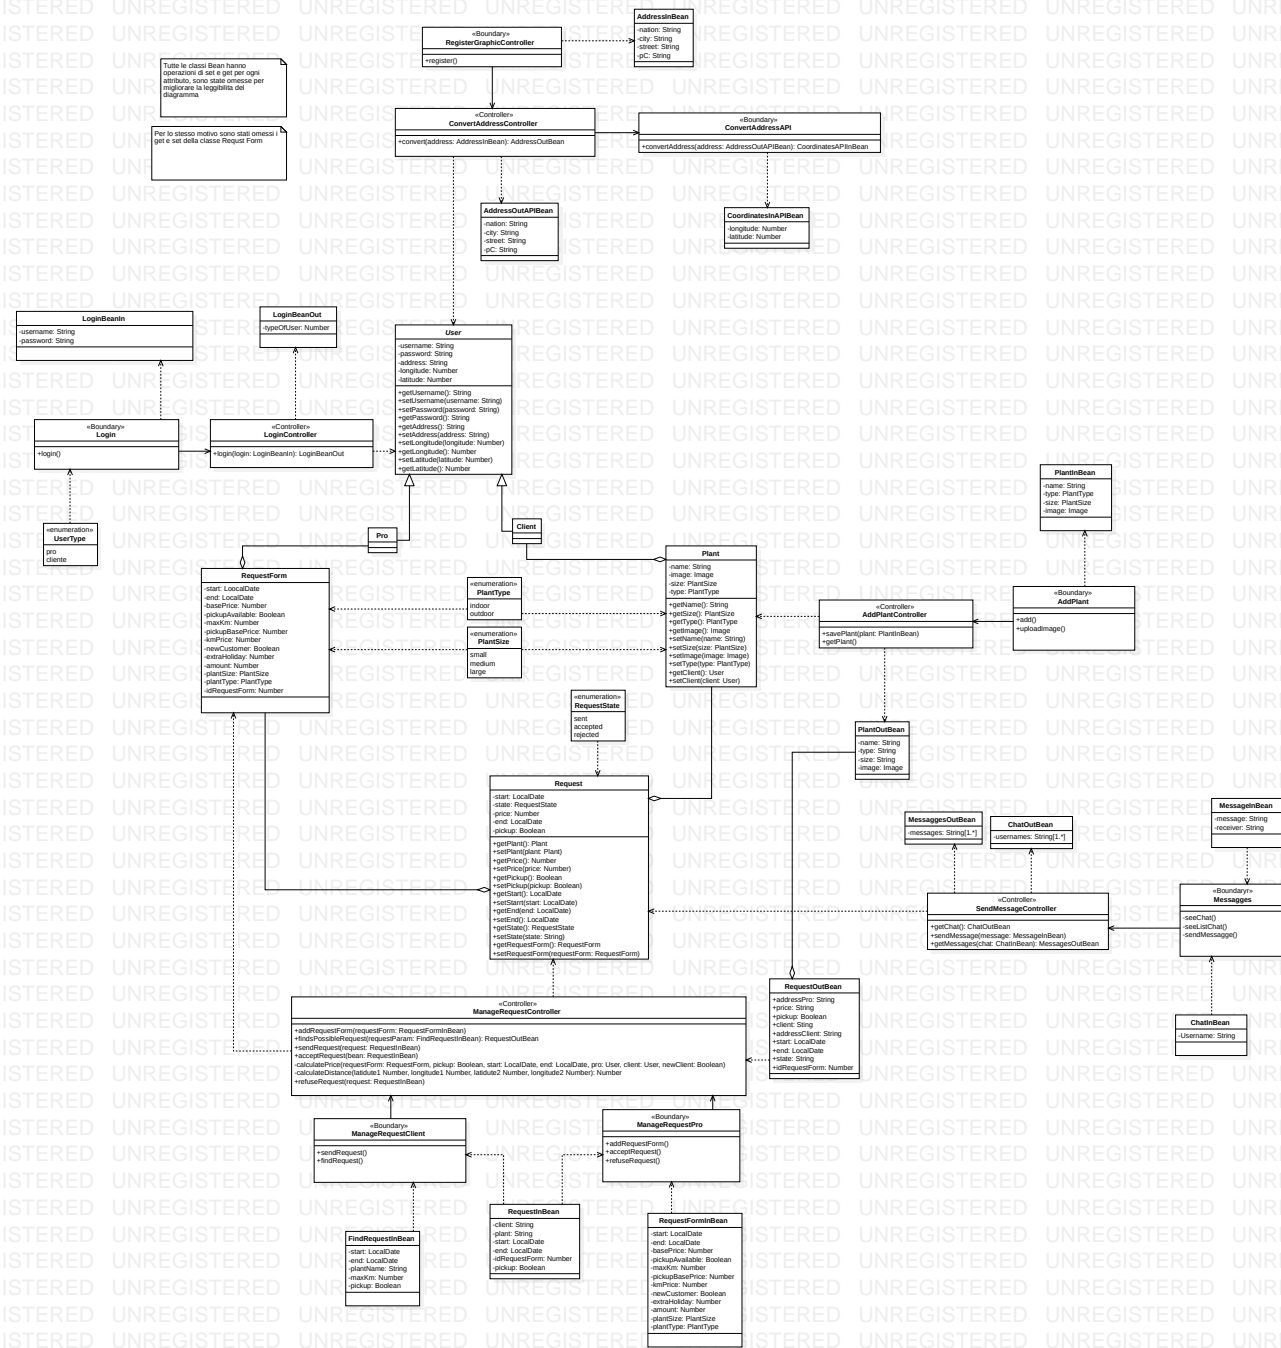 «Boundary»
RegisterGraphicController
+register()
AddressInBean
-nation: String
-city: String
-street: String
-pC: String
Tutte le classi Bean hanno
operazioni di set e get per ogni
attributo, sono state omesse per
migliorare la leggibilita del
diagramma
Per lo stesso motivo sono stati omessi i
get e set della classe Requst Form
«Controller»
ConvertAddressController
+convert(address: AddressInBean): AddressOutBean
«Boundary»
ConvertAddressAPI
+convertAddress(address: AddressOutAPIBean): CoordinatesAPIInBean
AddressOutAPIBean
-nation: String
-city: String
-street: String
-pC: String
CoordinatesInAPIBean
-longitude: Number
-latitude: Number
LoginBeanIn
-username: String
-password: String
LoginBeanOut
-typeOfUser: Number
User
-username: String
-password: String
-address: String
-longitude: Number
-latitude: Number
+getUsername(): String
+setUsername(username: String)
+setPassword(password: String)
+getPassword(): String
+getAddress(): String
+setAddress(address: String)
+setLongitude(longitude: Number)
+getLongitude(): Number
+setLatitude(latitude: Number)
+getLatitude(): Number
«Boundary»
Login
+login()
«Controller»
LoginController
+login(login: LoginBeanIn): LoginBeanOut
«enumeration»
UserType
pro
cliente
Pro
Client
PlantInBean
-name: String
-type: PlantType
-size: PlantSize
-image: Image
RequestForm
-start: LoocalDate
-end: LocalDate
-basePrice: Number
-pickupAvailable: Boolean
-maxKm: Number
-pickupBasePrice: Number
-kmPrice: Number
-newCustomer: Boolean
-extraHoliday: Number
-amount: Number
-plantSize: PlantSize
-plantType: PlantType
-idRequestForm: Number
«enumeration»
PlantType
indoor
outdoor
«enumeration»
PlantSize
small
medium
large
Plant
-name: String
-image: Image
-size: PlantSize
-type: PlantType
+getName(): String
+getSize(): PlantSize
+getType(): PlantType
+getImage(): Image
+setName(name: String)
+setSize(size: PlantSize)
+setImage(image: Image)
+setType(type: PlantType)
+getClient(): User
+setClient(client: User)
«Controller»
AddPlantController
+savePlant(plant: PlantInBean)
+getPlant()
«Boundary»
AddPlant
+add()
+uploadImage()
«enumeration»
RequestState
sent
accepted
rejected
PlantOutBean
-name: String
-type: String
-size: String
-image: Image
Request
-start: LocalDate
-state: RequestState
-price: Number
-end: LocalDate
-pickup: Boolean
+getPlant(): Plant
+setPlant(plant: Plant)
+getPrice(): Number
+setPrice(price: Number)
+getPickup(): Boolean
+setPickup(pickup: Boolean)
+getStart(): LocalDate
+setStarrt(start: LocalDate)
+getEnd(end: LocalDate)
+setEnd(): LocalDate
+getState(): RequestState
+setState(state: String)
+getRequestForm(): RequestForm
+setRequestForm(requestForm: RequestForm)
MessaggesOutBean
-messages: String[1.*]
ChatOutBean
-usernames: String[1.*]
MessageInBean
-message: String
-receiver: String
«Controller»
SendMessageController
+getChat(): ChatOutBean
+sendMessage(message: MessageInBean)
+getMessages(chat: ChatInBean): MessagesOutBean
«Boundaryr»
Messagges
-seeChat()
-seeListChat()
-sendMessagge()
ChatInBean
-Username: String
RequestOutBean
+addressPro: String
+price: String
+pickup: Boolean
+client: Sting
+addressClient: String
+start: LocalDate
+end: LocalDate
+state: String
+idRequestForm: Number
«Controller»
ManageRequestController
+addRequestForm(requestForm: RequestFormInBean)
+findsPossibleRequest(requestParam: FindRequestInBean): RequestOutBean
+sendRequest(request: RequestInBean)
+acceptRequest(bean: RequestInBean)
-calculatePrice(requestForm: RequestForm, pickup: Boolean, start: LocalDate, end: LocalDate, pro: User, client: User, newClient: Boolean)
-calculateDistance(latidute1 Number, longitude1 Number, latidute2 Number, longitude2 Number): Number
+refuseRequest(request: RequestInBean)
«Boundary»
ManageRequestClient
+sendRequest()
+findRequest()
«Boundary»
ManageRequestPro
+addRequestForm()
+acceptRequest()
+refuseRequest()
FindRequestInBean
-start: LocalDate
-end: LocalDate
-plantName: String
-maxKm: Number
-pickup: Boolean
RequestInBean
-client: String
-plant: String
-start: LocalDate
-end: LocalDate
-idRequestForm: Number
-pickup: Boolean
RequestFormInBean
-start: LocalDate
-end: LocalDate
-basePrice: Number
-pickupAvailable: Boolean
-maxKm: Number
-pickupBasePrice: Number
-kmPrice: Number
-newCustomer: Boolean
-extraHoliday: Number
-amount: Number
-plantSize: PlantSize
-plantType: PlantType